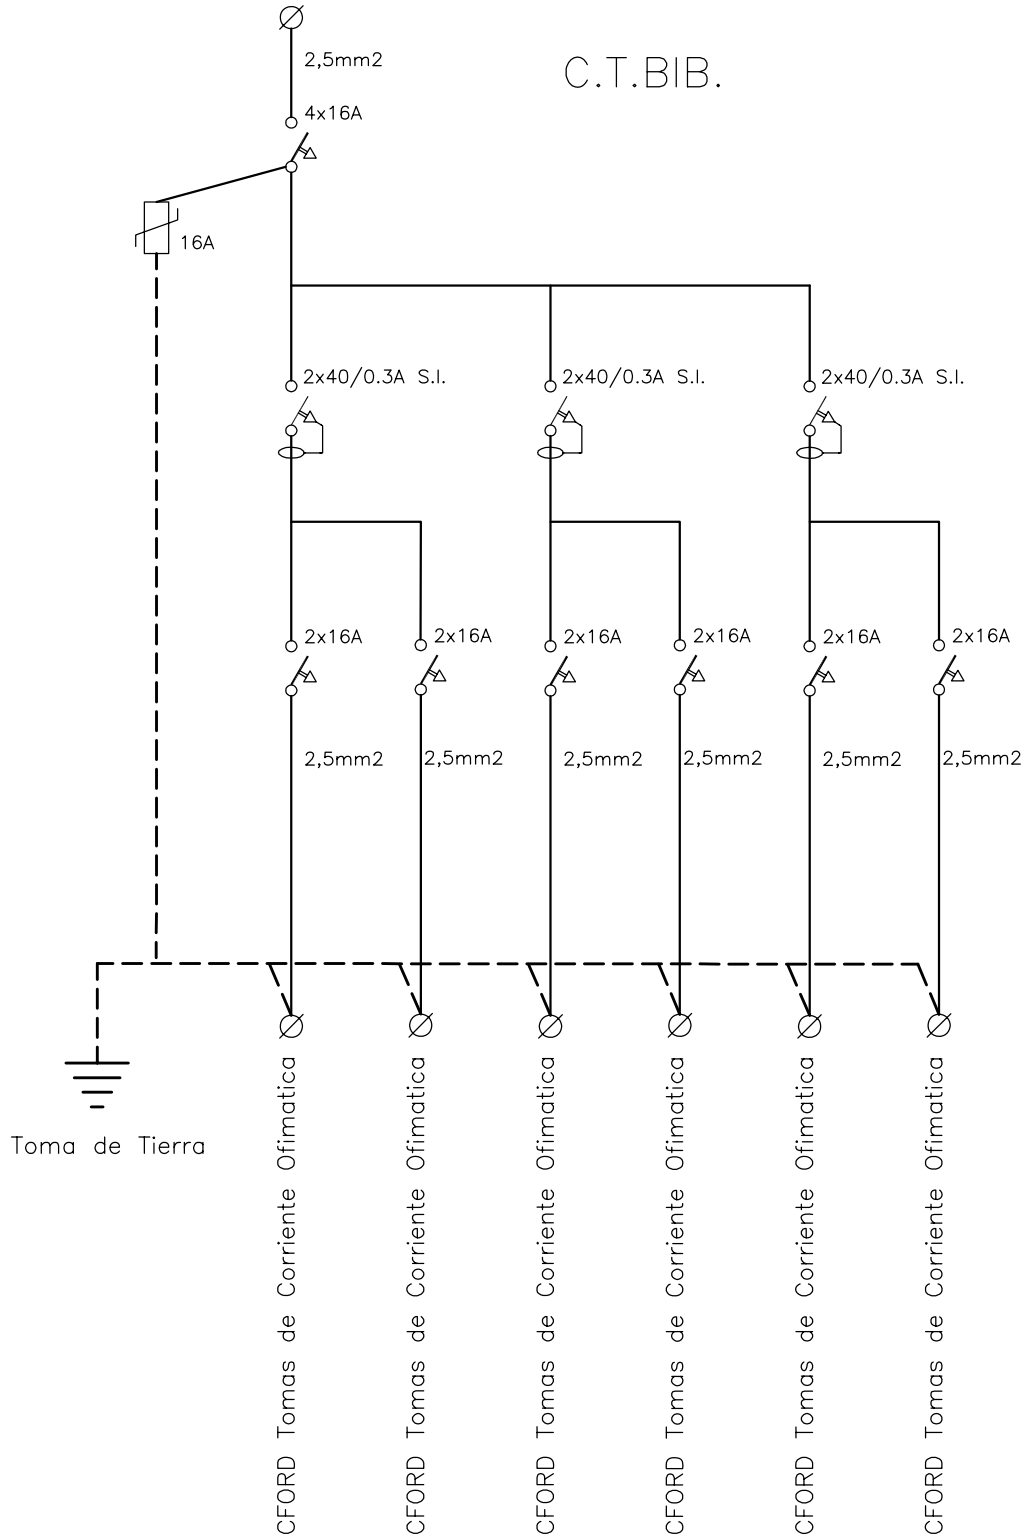 2,5mm2
C.T.BIB.
4x16A
16A
2x40/0.3A S.I.
2x40/0.3A S.I.
2x40/0.3A S.I.
2x16A
2x16A
2x16A
2x16A
2x16A
2x16A
2,5mm2
2,5mm2
2,5mm2
2,5mm2
2,5mm2
2,5mm2
Toma de Tierra
CFORD Tomas de Corriente Ofimatica
CFORD Tomas de Corriente Ofimatica
CFORD Tomas de Corriente Ofimatica
CFORD Tomas de Corriente Ofimatica
CFORD Tomas de Corriente Ofimatica
CFORD Tomas de Corriente Ofimatica